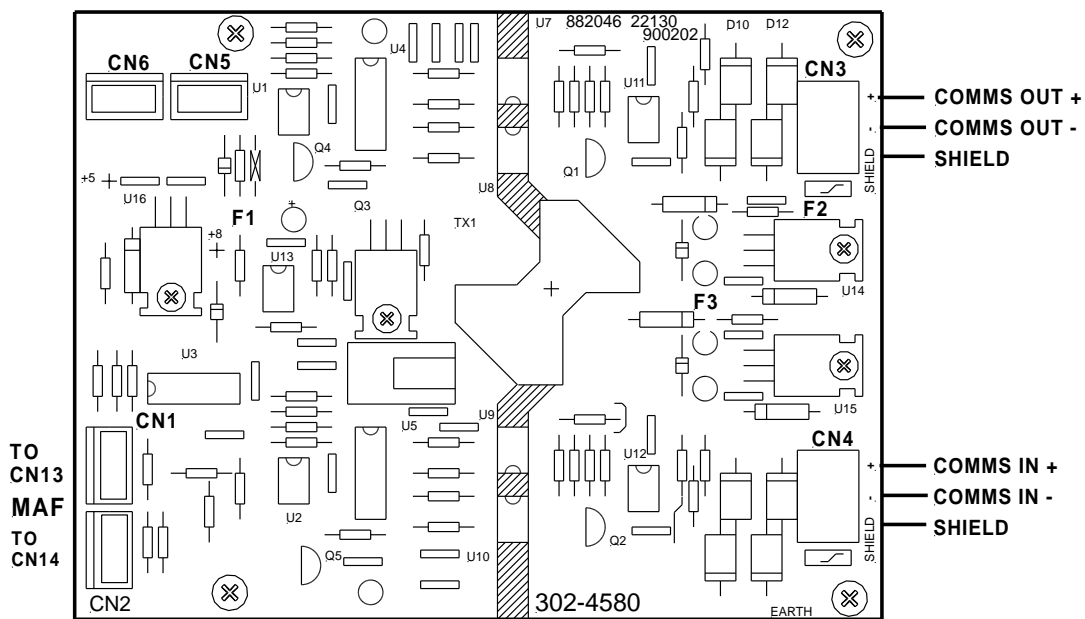 U7 882046 22130 D10 D12
900202
U4
CN6 CN5
CN3
U1
U11
+ COMMS OUT +
- COMMS OUT -
SHIELD SHIELD
Q4
Q1
+5
U16
U8
F1
Q3
+
TX1
F2
+8
U13
U14
F3
U3
U15
CN1
U9
U5
CN4
TO
CN13
MAF
TO
CN14
U12
+ COMMS IN +
- COMMS IN -
SHIELD SHIELD
U2
Q2
Q5
U10
CN2
302-4580
EARTH